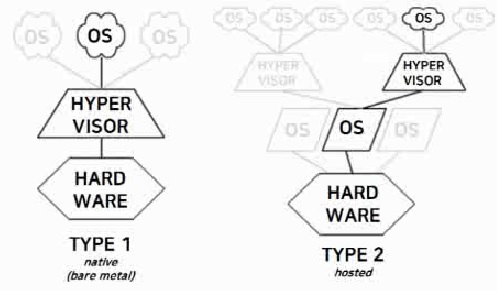 OS OS OS
HYPER
VISOR
HARD
WARE
TYPE 1
native
(bare metal)
OS OS OS OS OS OS
HYPER
VISOR
HYPER
VISOR
OS OS OS
HARD
WARE
TYPE 2
hosted